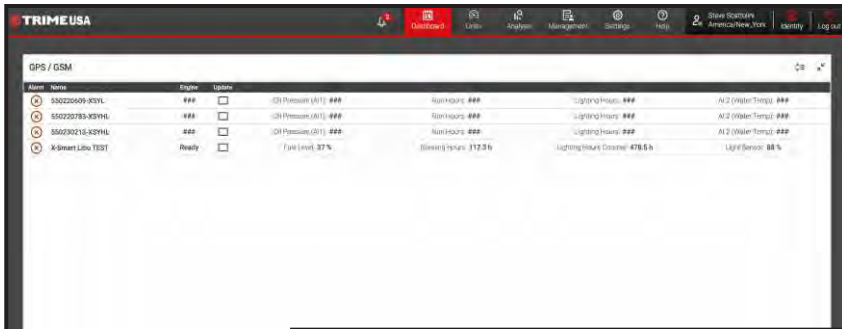 TRIMEUSA
2
Dashboard Units Analysis Management Settings Help Steve Scattolini America/New_York Identity Log out
GPS / GSM
Alarm Name Engine Update
550220609-XSYL ### Oil Pressure (AI1): ### Run Hours: ### Lighting Hours: ### AI 2 (Water Temp): ###
550220783-XSYHL ### Oil Pressure (AI1): ### Run Hours: ### Lighting Hours: ### AI 2 (Water Temp): ###
550230213-XSYHL ### Oil Pressure (AI1): ### Run Hours: ### Lighting Hours: ### AI 2 (Water Temp): ###
X-Smart Litio TEST Ready Fuel Level: 37 % Running Hours: 112.3 h Lighting Hours Counter: 478.5 h Light Sensor: 88 %